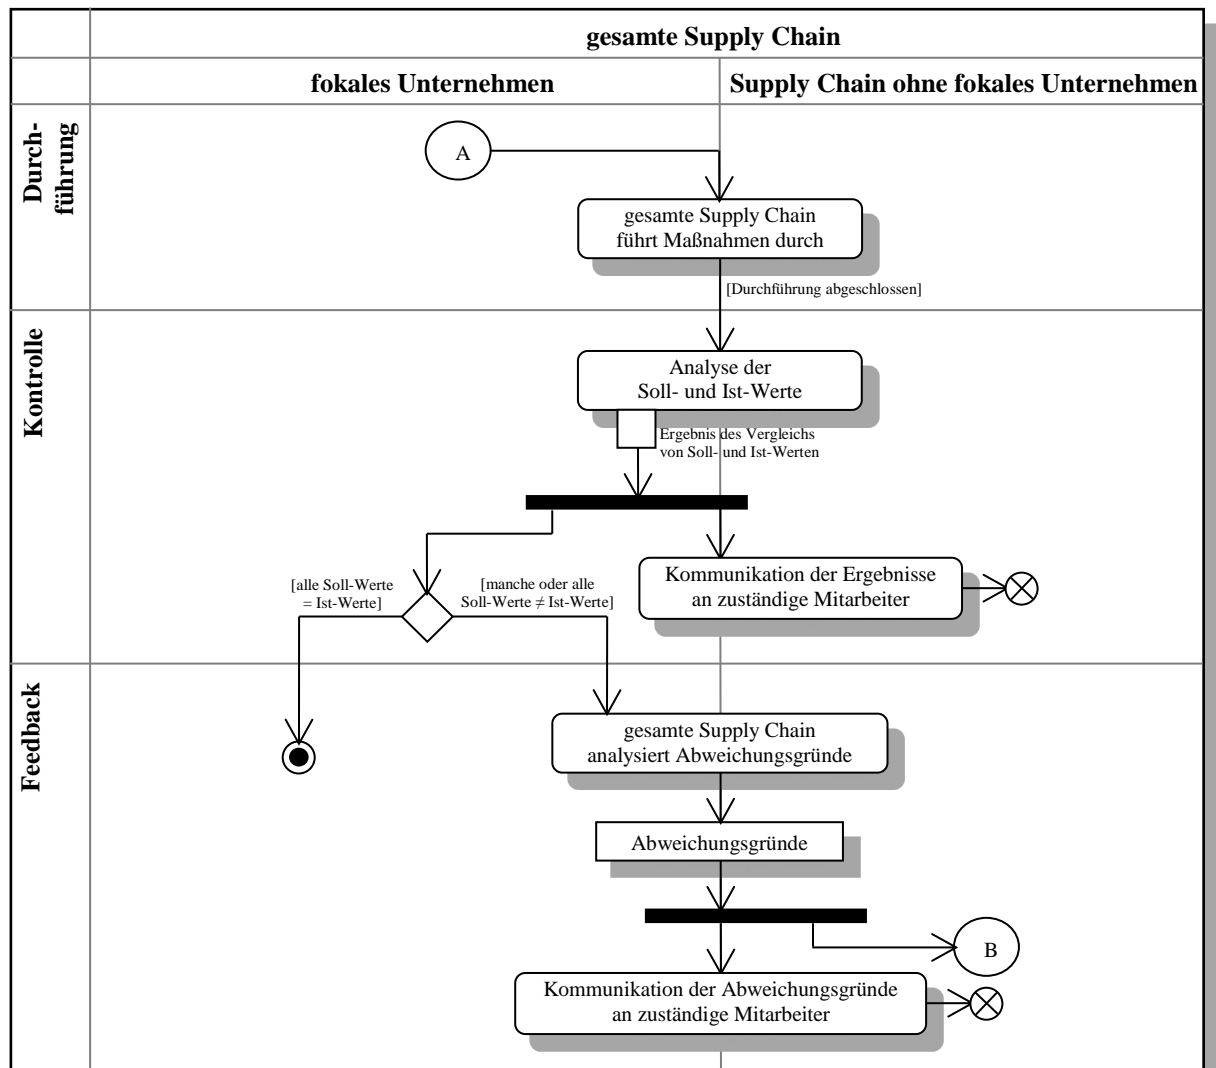 gesamte Supply Chain
fokales Unternehmen
Supply Chain ohne fokales Unternehmen
Durch-
führung
A
gesamte Supply Chain
führt Maßnahmen durch
[Durchführung abgeschlossen]
Kontrolle
Analyse der
Soll- und Ist-Werte
Ergebnis des Vergleichs
von Soll- und Ist-Werten
[alle Soll-Werte
= Ist-Werte]
[manche oder alle
Soll-Werte ≠ Ist-Werte]
Kommunikation der Ergebnisse
an zuständige Mitarbeiter
Feedback
gesamte Supply Chain
analysiert Abweichungsgründe
Abweichungsgründe
B
Kommunikation der Abweichungsgründe
an zuständige Mitarbeiter